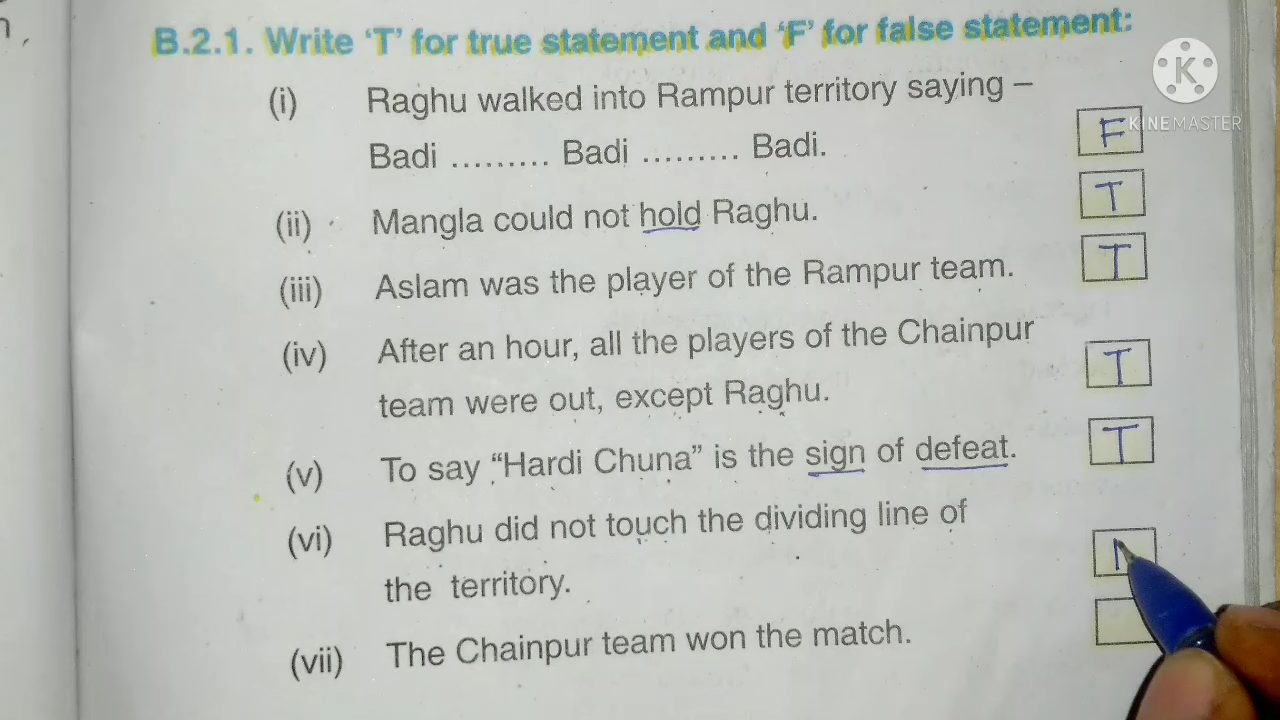 B.2.1. Write ‘T’ for true statement and ‘F’ for false statement:
(i) Raghu walked into Rampur territory saying –
Badi ......... Badi ......... Badi. F
(ii) Mangla could not hold Raghu. T
(iii) Aslam was the player of the Rampur team. T
(iv) After an hour, all the players of the Chainpur
team were out, except Raghu. T
(v) To say “Hardi Chuna” is the sign of defeat. T
(vi) Raghu did not touch the dividing line of
the territory.
(vii) The Chainpur team won the match.
K
KINEMASTER